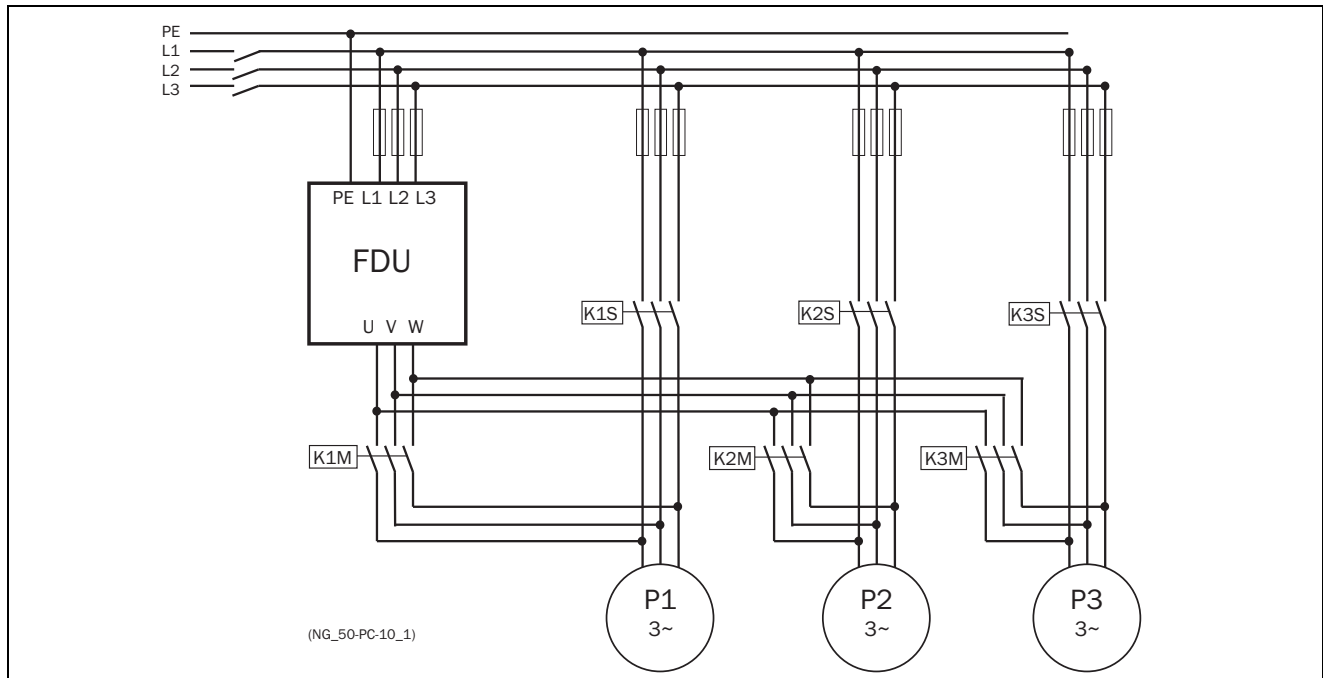 PE
L1
L2
L3
PE L1 L2 L3
FDU
U V W
K1S
K2S
K3S
K1M
K2M
K3M
P1
3~
P2
3~
P3
3~
(NG_50-PC-10_1)